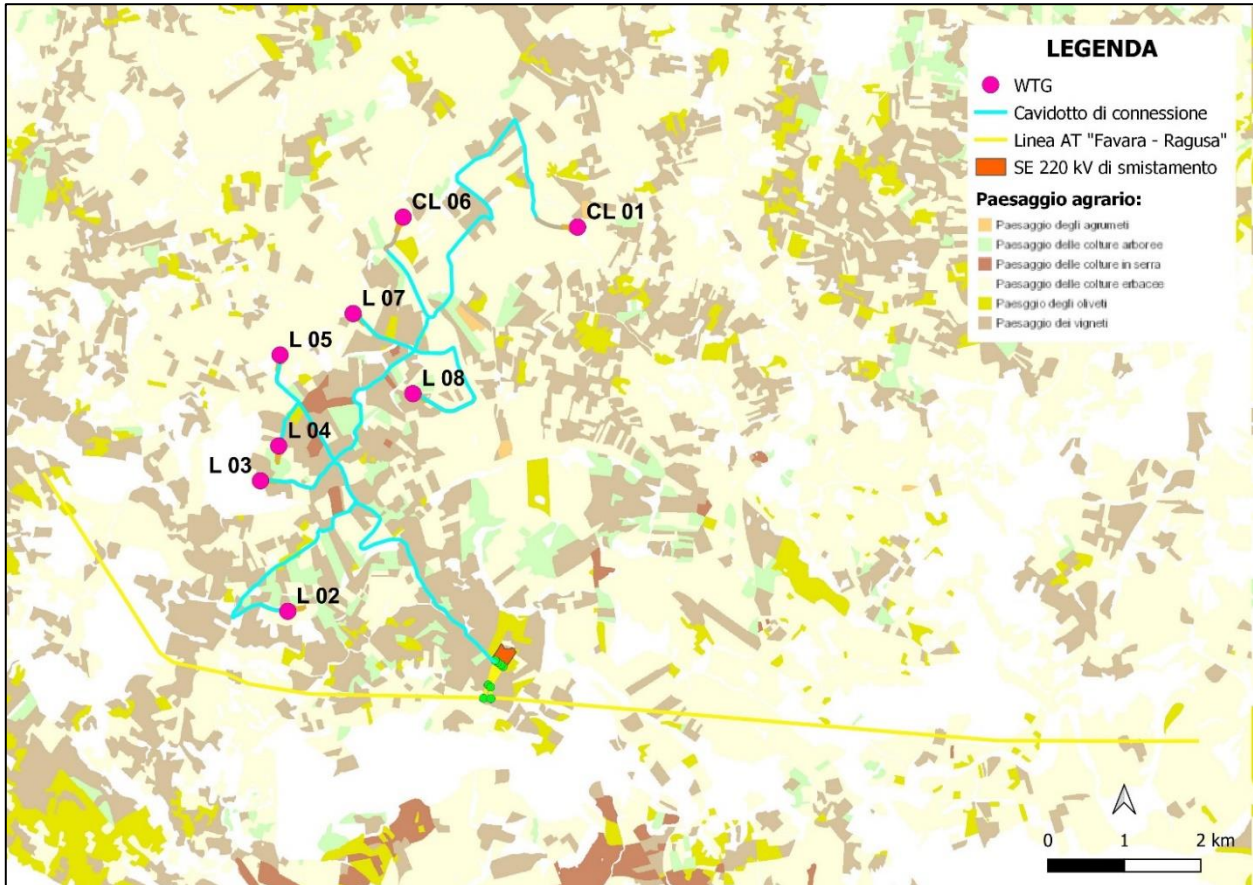 LEGENDA
WTG
Cavidotto di connessione
Linea AT "Favara - Ragusa"
SE 220 kV di smistamento
Paesaggio agrario:
Paesaggio degli agrumeti
Paesaggio delle colture arboree
Paesaggio delle colture in serra
Paesaggio delle colture erbacee
Paesggio degli oliveti
Paesaggio dei vigneti
CL 06
CL 01
L 07
L 05
L 08
L 04
L 03
L 02
0 1 2 km